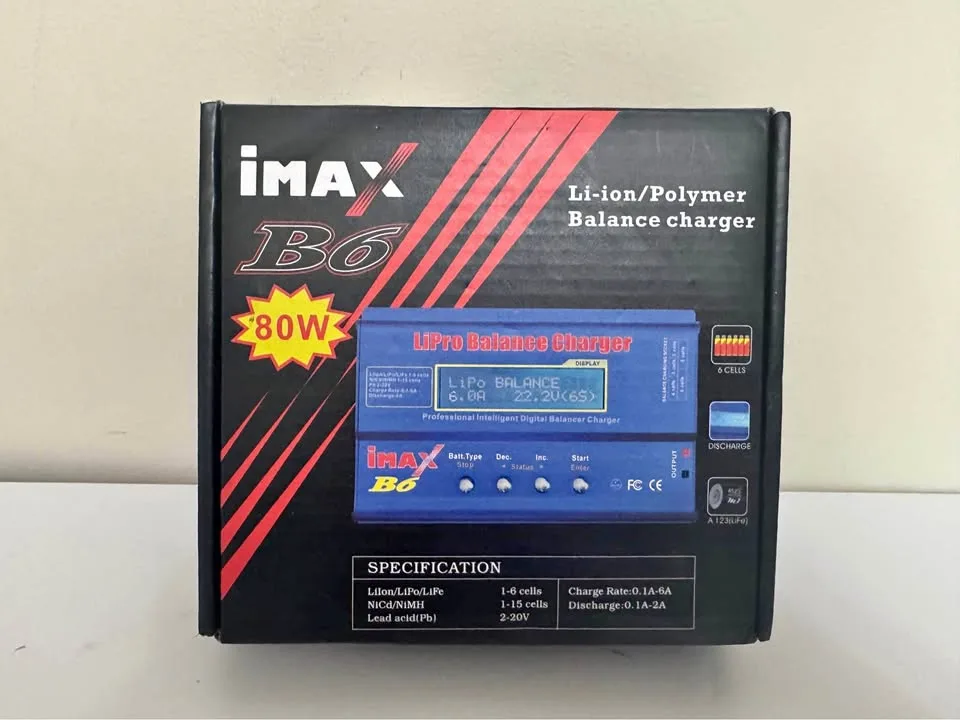 iMAX
B6
80W
Li-ion/Polymer
Balance charger
LiPro Balance Charger
DISPLAY
LiPo BALANCE
6.0A 22.2V(6S)
Professional Intelligent Digital Balancer Charger
iMAX
B6
Batt.Type
Stop
Dec.
Inc.
◄ Status ►
Start
Enter
OUTPUT
FC CE
6 CELLS
DISCHARGE
A 123(LiFe)
SPECIFICATION
LiIon/LiPo/LiFe 1-6 cells
NiCd/NiMH 1-15 cells
Lead acid(Pb) 2-20V
Charge Rate:0.1A-6A
Discharge:0.1A-2A